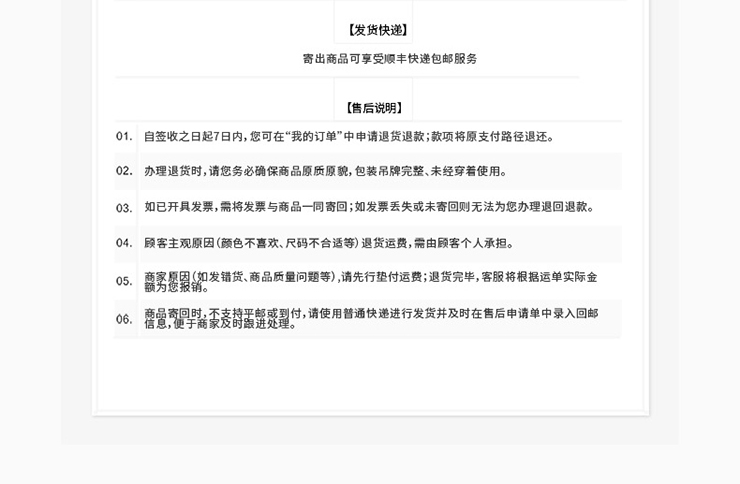 【发货快递】
寄出商品可享受顺丰快递包邮服务
【售后说明】
01. 自签收之日起7日内，您可在“我的订单”中申请退货退款；款项将原支付路径退还。
02. 办理退货时，请您务必确保商品原质原貌，包装吊牌完整、未经穿着使用。
03. 如已开具发票，需将发票与商品一同寄回；如发票丢失或未寄回则无法为您办理退回退款。
04. 顾客主观原因（颜色不喜欢、尺码不合适等）退货运费，需由顾客个人承担。
05. 商家原因（如发错货、商品质量问题等），请先行垫付运费；退货完毕，客服将根据运单实际金
额为您报销。
06. 商品寄回时，不支持平邮或到付，请使用普通快递进行发货并及时在售后申请单中录入回邮
信息，便于商家及时跟进处理。